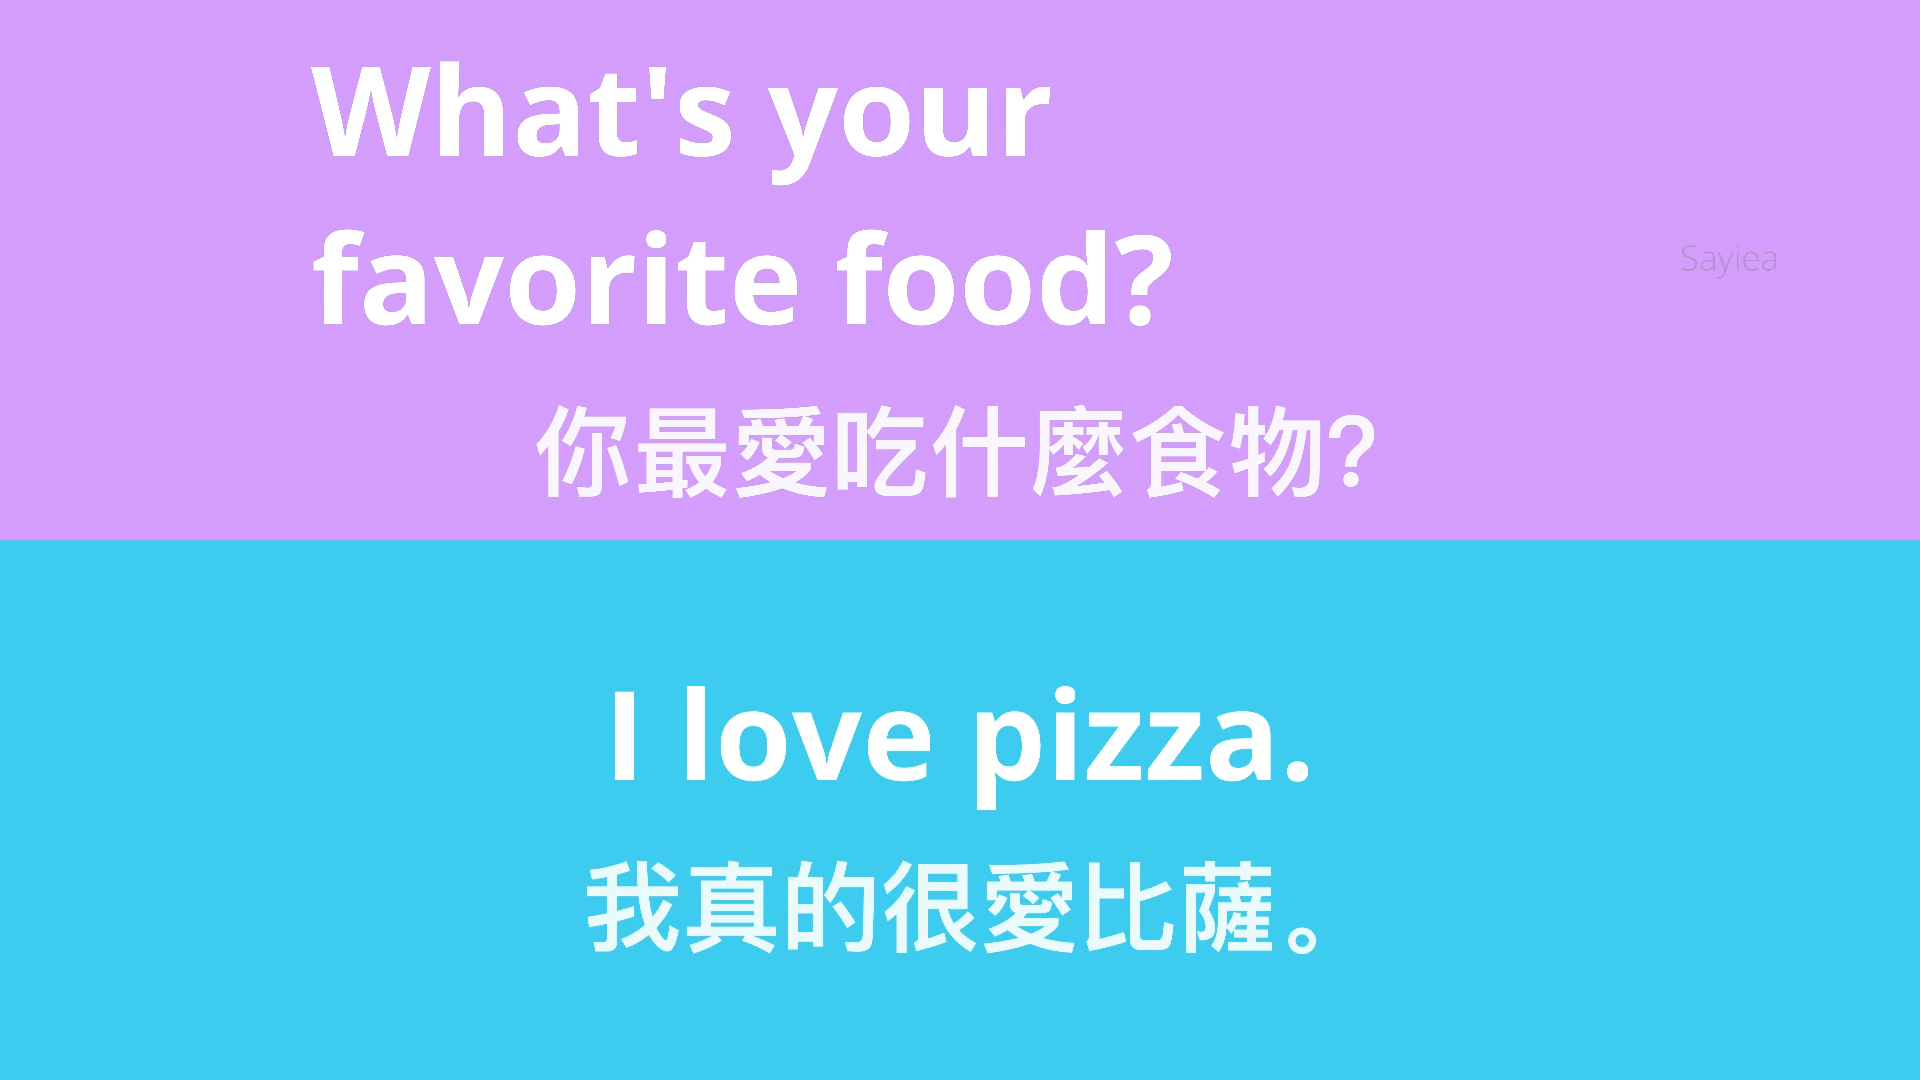 What's your
favorite food?
Sayiea
你最愛吃什麼食物?
I love pizza.
我真的很愛比薩。